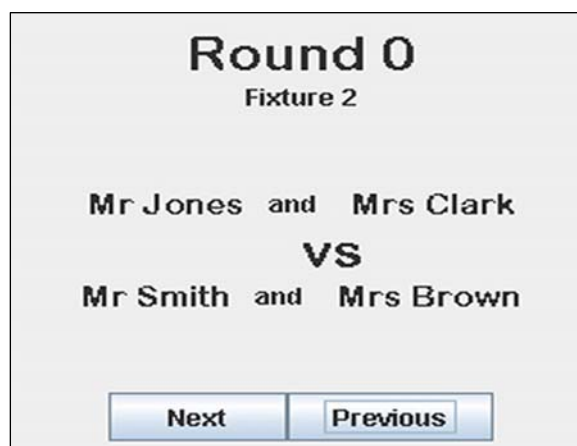 Round 0
Fixture 2
Mr Jones and Mrs Clark
VS
Mr Smith and Mrs Brown
Next Previous